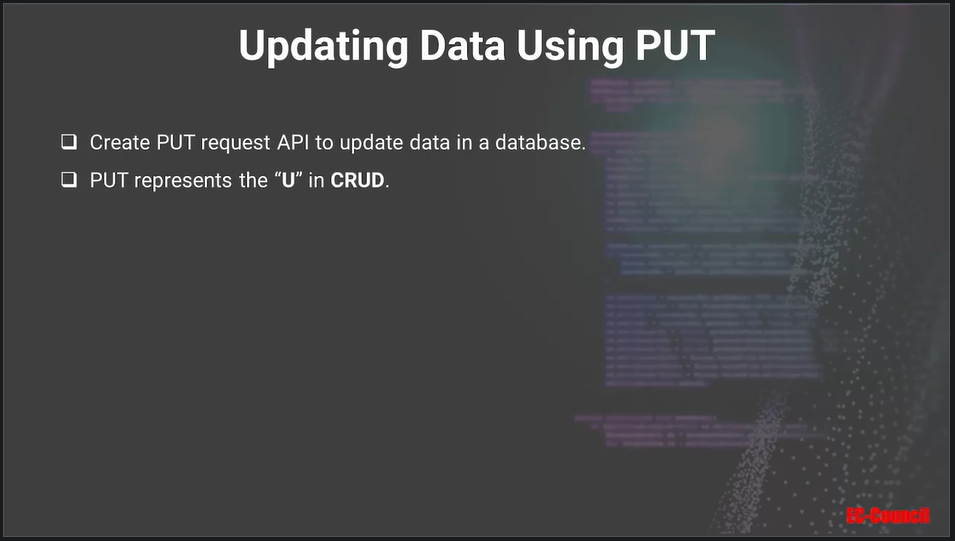 Updating Data Using PUT
❑ Create PUT request API to update data in a database.
❑ PUT represents the “U” in CRUD.
EC-Council